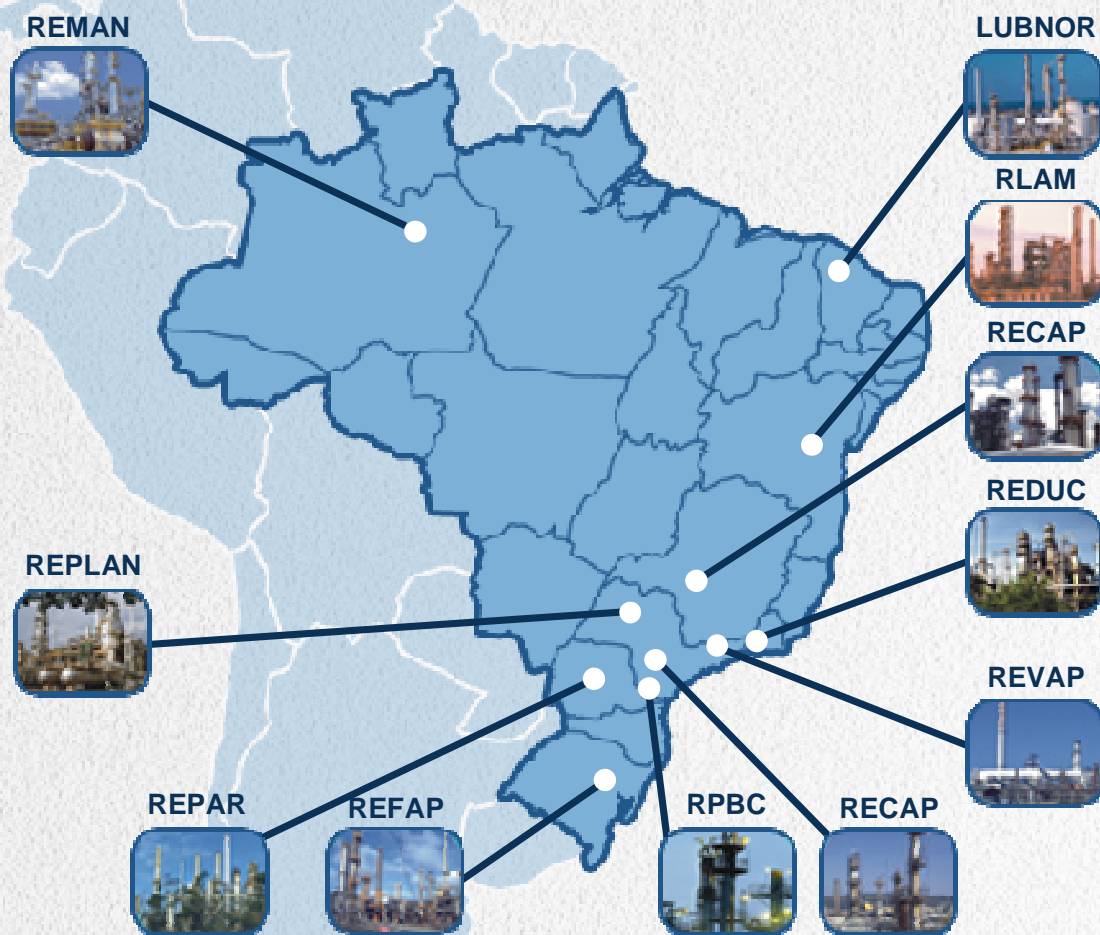 REMAN
LUBNOR
RLAM
RECAP
REDUC
REPLAN
REVAP
REPAR
REFAP
RPBC
RECAP